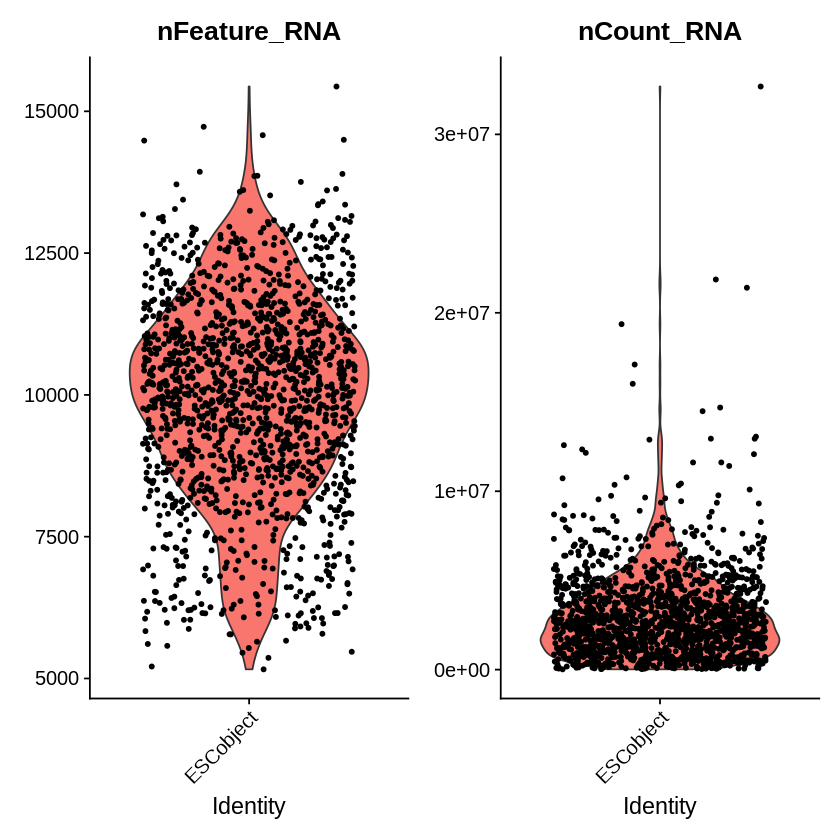 nFeature_RNA
15000
12500
10000
7500
5000
ESCobject
Identity
nCount_RNA
3e+07
2e+07
1e+07
0e+00
ESCobject
Identity